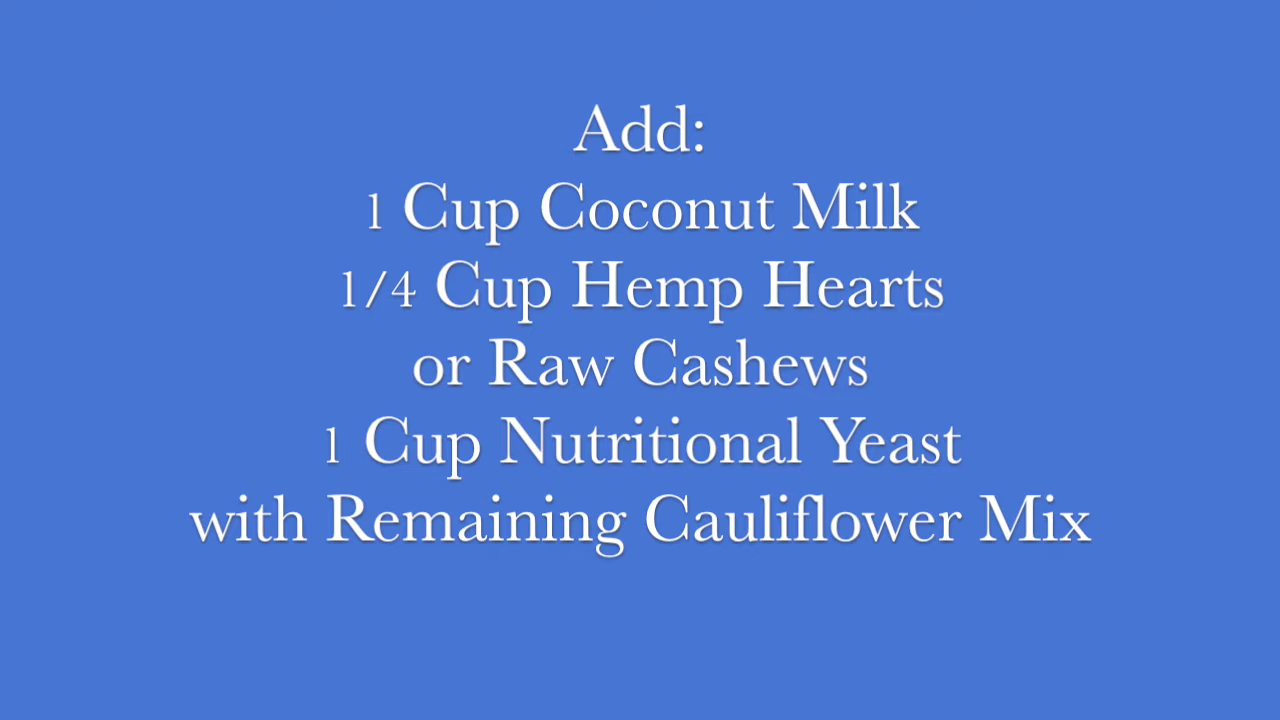 Add:
1 Cup Coconut Milk
1/4 Cup Hemp Hearts
or Raw Cashews
1 Cup Nutritional Yeast
with Remaining Cauliflower Mix